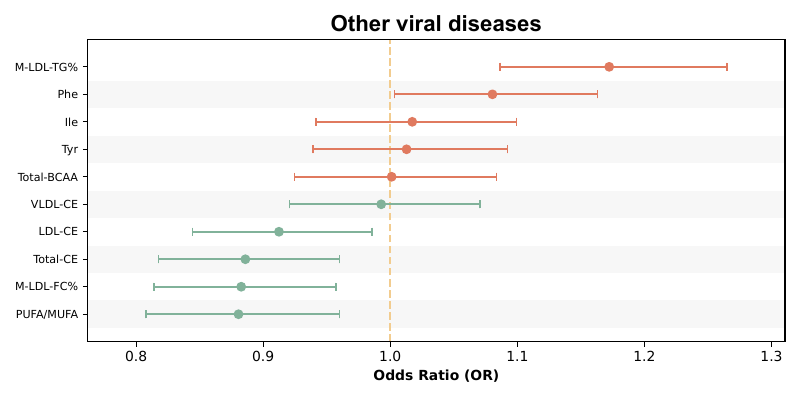 Other viral diseases
M-LDL-TG%
Phe
Ile
Tyr
Total-BCAA
VLDL-CE
LDL-CE
Total-CE
M-LDL-FC%
PUFA/MUFA
0.8 0.9 1.0 1.1 1.2 1.3
Odds Ratio (OR)